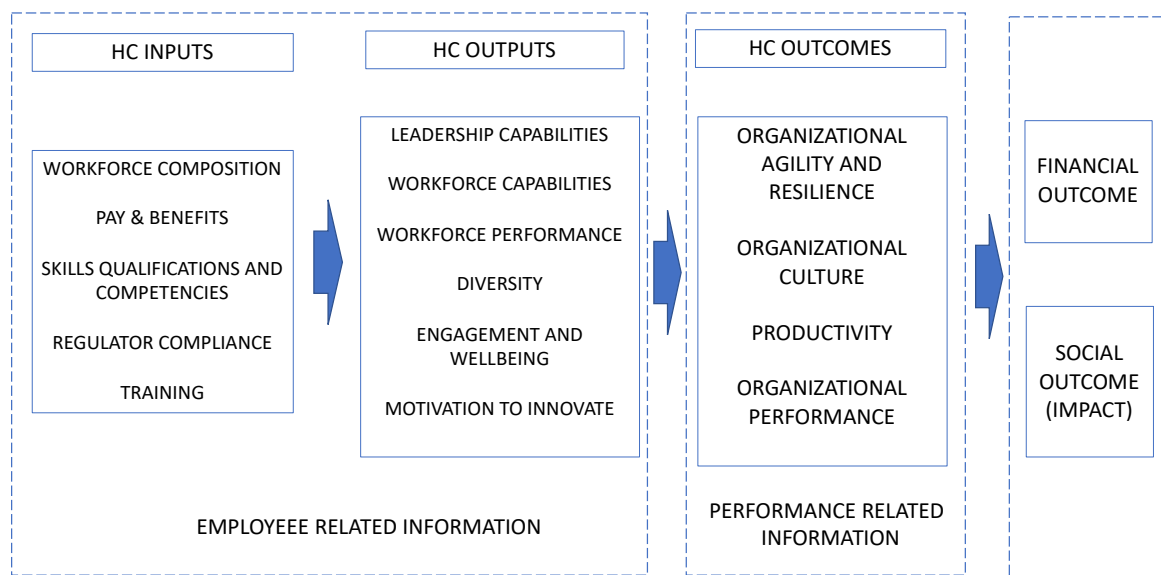 HC INPUTS
WORKFORCE COMPOSITION
PAY & BENEFITS
SKILLS QUALIFICATIONS AND
COMPETENCIES
REGULATOR COMPLIANCE
TRAINING
HC OUTPUTS
LEADERSHIP CAPABILITIES
WORKFORCE CAPABILITIES
WORKFORCE PERFORMANCE
DIVERSITY
ENGAGEMENT AND
WELLBEING
MOTIVATION TO INNOVATE
EMPLOYEEE RELATED INFORMATION
HC OUTCOMES
ORGANIZATIONAL
AGILITY AND
RESILIENCE
ORGANIZATIONAL
CULTURE
PRODUCTIVITY
ORGANIZATIONAL
PERFORMANCE
PERFORMANCE RELATED
INFORMATION
FINANCIAL
OUTCOME
SOCIAL
OUTCOME
(IMPACT)